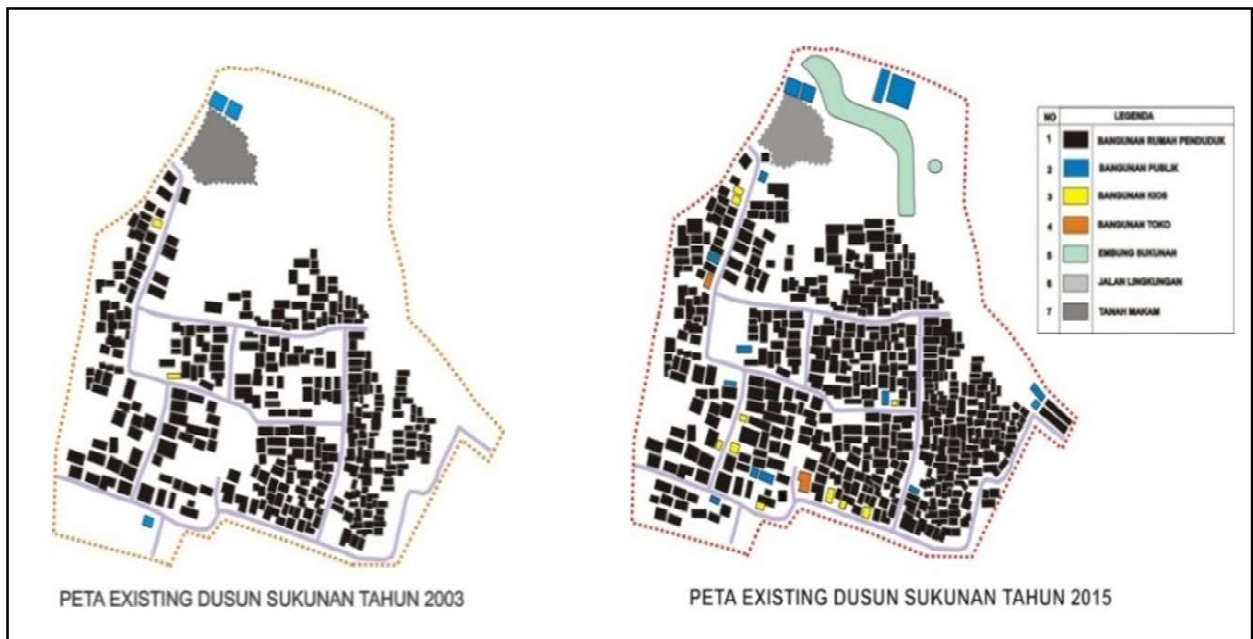 NO LEGENDA
1 BANGUNAN RUMAH PENDUDUK
2 BANGUNAN PUBLIK
3 BANGUNAN KIOS
4 BANGUNAN TOKO
5 EMBUNG SUKUNAN
6 JALAN LINGKUNGAN
7 TANAH MAKAM
PETA EXISTING DUSUN SUKUNAN TAHUN 2003
PETA EXISTING DUSUN SUKUNAN TAHUN 2015